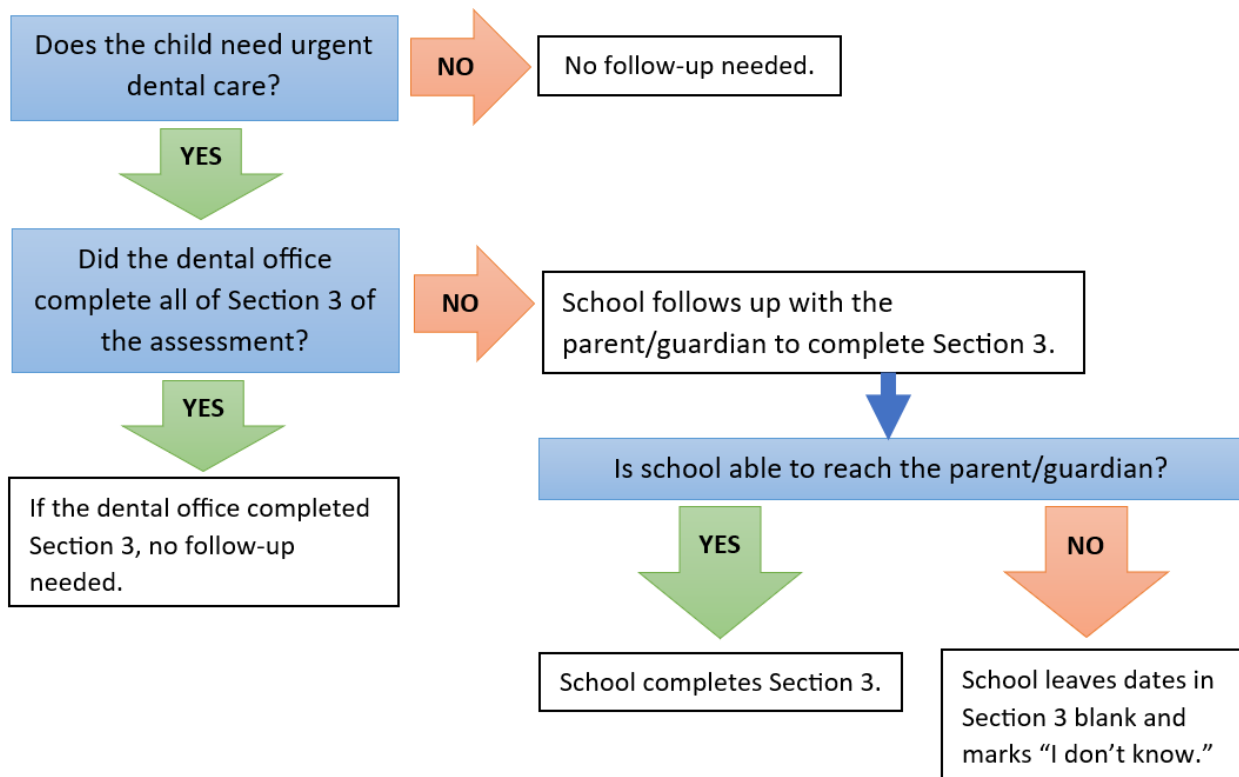 Does the child need urgent
dental care?
NO
No follow-up needed.
YES
Did the dental office
complete all of Section 3 of
the assessment?
NO
School follows up with the
parent/guardian to complete Section 3.
YES
If the dental office completed
Section 3, no follow-up
needed.
Is school able to reach the parent/guardian?
YES
NO
School completes Section 3.
School leaves dates in
Section 3 blank and
marks “I don’t know.”